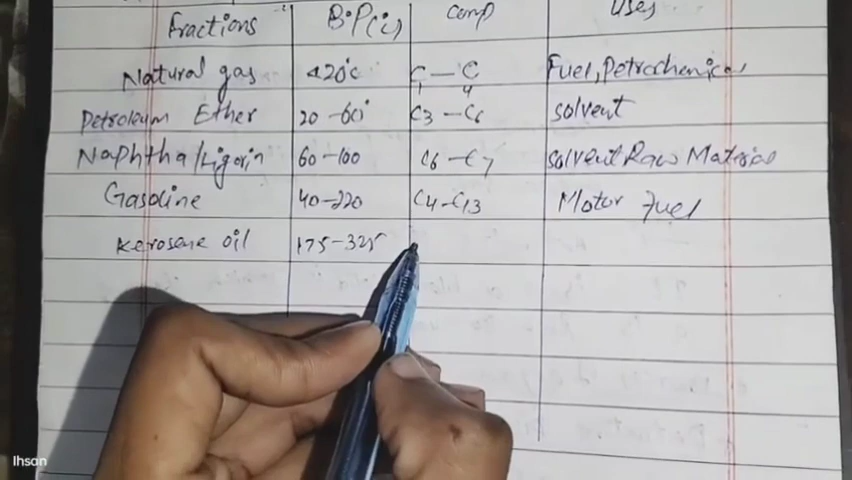 Fractions B.P(c) comp Uses
Natural gas <20°c C1 — C4 Fuel, Petrochemical
Petroleum Ether 20 -60° C3 -C6 solvent
Naphtha/Ligorin 60 -100 C6 -C7 solvent Raw Material
Gasoline 40-220 C4-C13 Motor Fuel
Kerosene oil 175-325
Ihsan